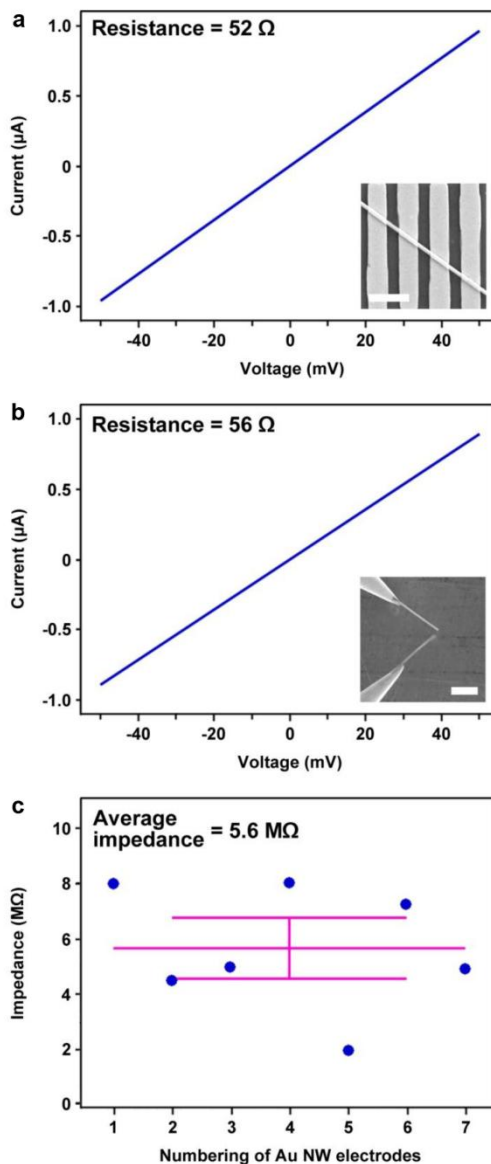 a
Resistance = 52 Ω
1.0
0.5
0
-0.5
-1.0
Current (µA)
-40 -20 0 20 40
Voltage (mV)
b
Resistance = 56 Ω
1.0
0.5
0
-0.5
-1.0
Current (µA)
-40 -20 0 20 40
Voltage (mV)
c
Average
impedance = 5.6 MΩ
10
8
6
4
2
0
Impedance (MΩ)
1 2 3 4 5 6 7
Numbering of Au NW electrodes